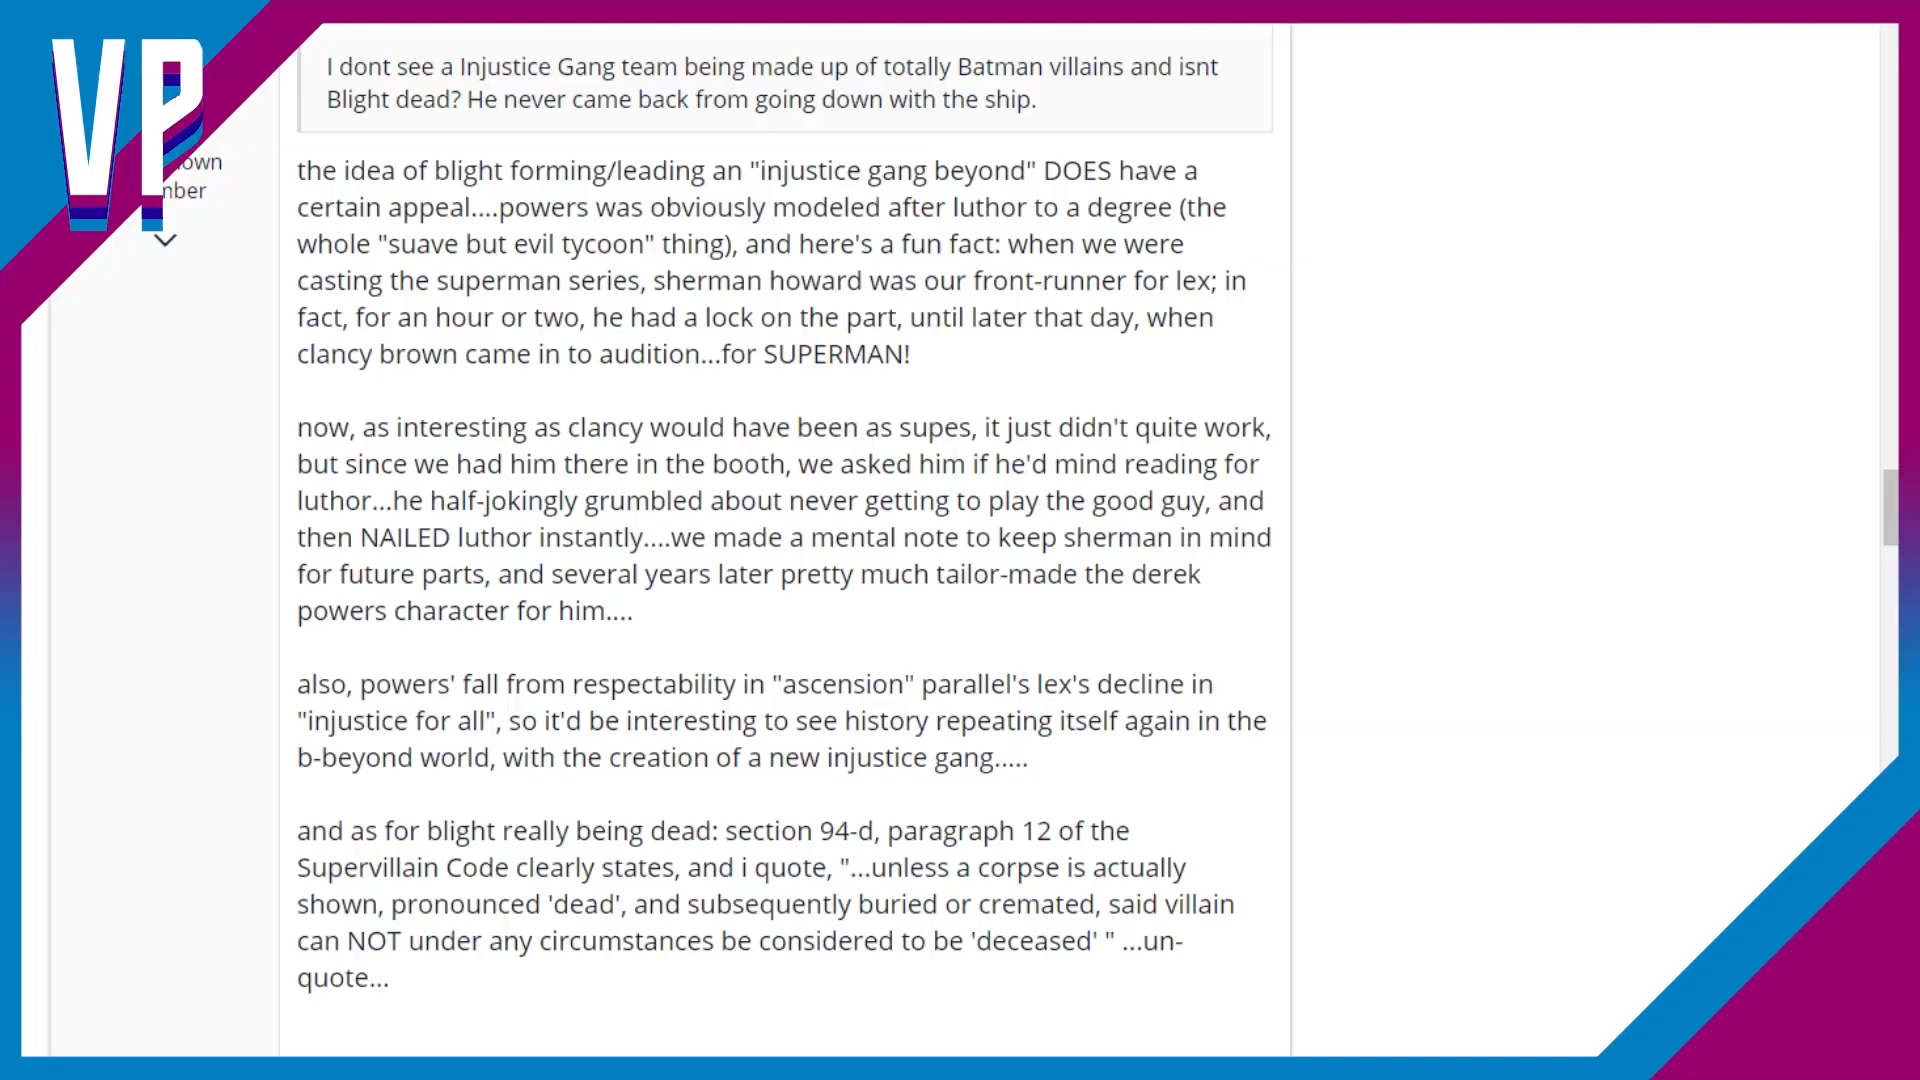 VP
I dont see a Injustice Gang team being made up of totally Batman villains and isnt
Blight dead? He never came back from going down with the ship.
the idea of blight forming/leading an "injustice gang beyond" DOES have a
certain appeal....powers was obviously modeled after luthor to a degree (the
whole "suave but evil tycoon" thing), and here's a fun fact: when we were
casting the superman series, sherman howard was our front-runner for lex; in
fact, for an hour or two, he had a lock on the part, until later that day, when
clancy brown came in to audition...for SUPERMAN!
now, as interesting as clancy would have been as supes, it just didn't quite work,
but since we had him there in the booth, we asked him if he'd mind reading for
luthor...he half-jokingly grumbled about never getting to play the good guy, and
then NAILED luthor instantly....we made a mental note to keep sherman in mind
for future parts, and several years later pretty much tailor-made the derek
powers character for him....
also, powers' fall from respectability in "ascension" parallel's lex's decline in
"injustice for all", so it'd be interesting to see history repeating itself again in the
b-beyond world, with the creation of a new injustice gang.....
and as for blight really being dead: section 94-d, paragraph 12 of the
Supervillain Code clearly states, and i quote, "...unless a corpse is actually
shown, pronounced 'dead', and subsequently buried or cremated, said villain
can NOT under any circumstances be considered to be 'deceased' " ...un-
quote...